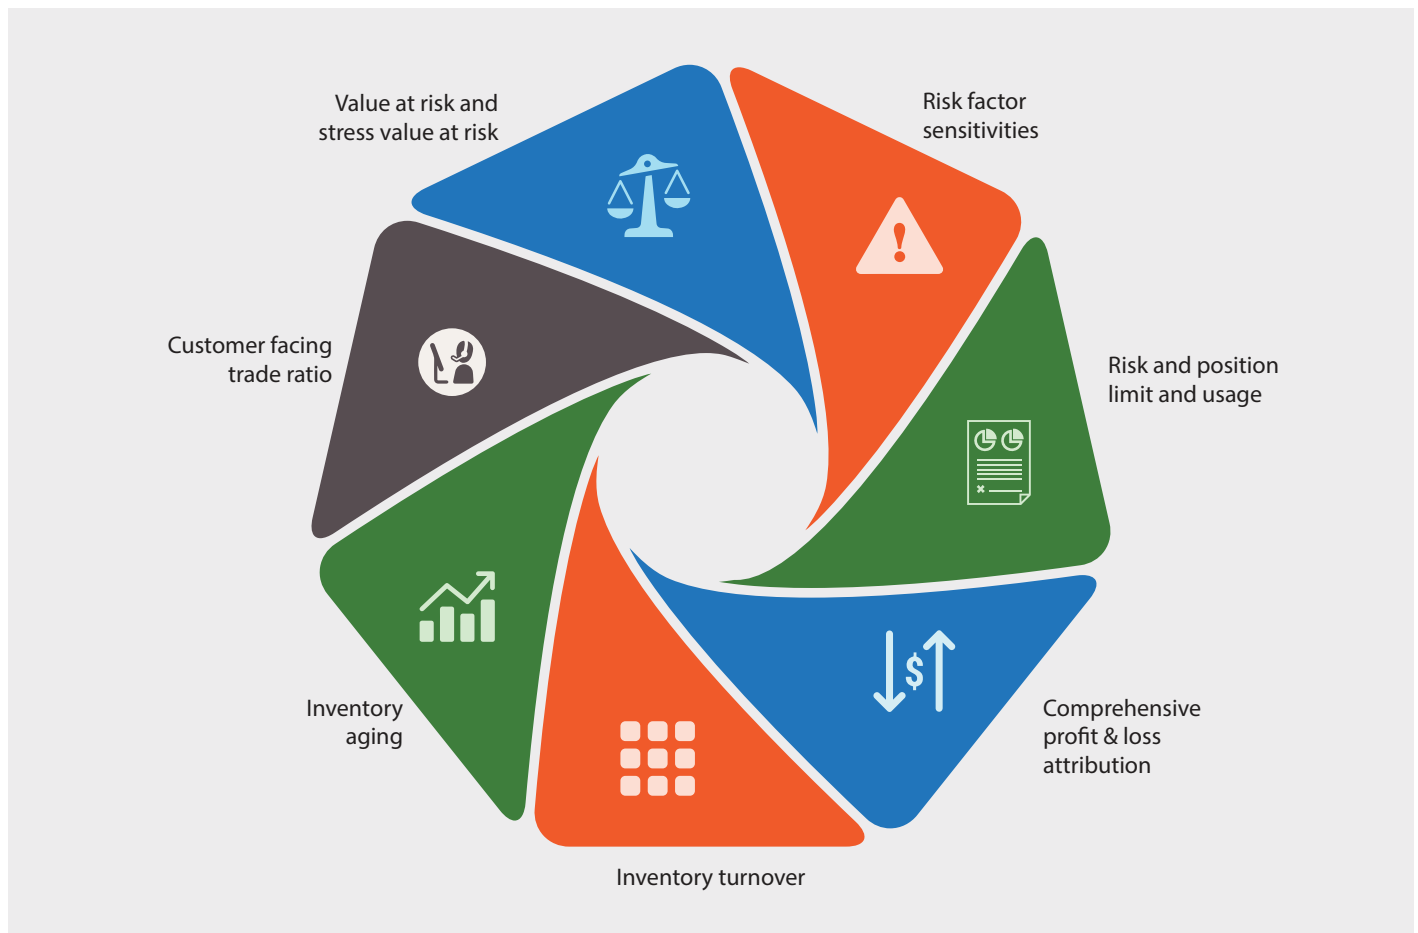 Value at risk and
stress value at risk
Risk factor
sensitivities
Customer facing
trade ratio
Risk and position
limit and usage
$
Inventory
aging
Comprehensive
profit & loss
attribution
Inventory turnover